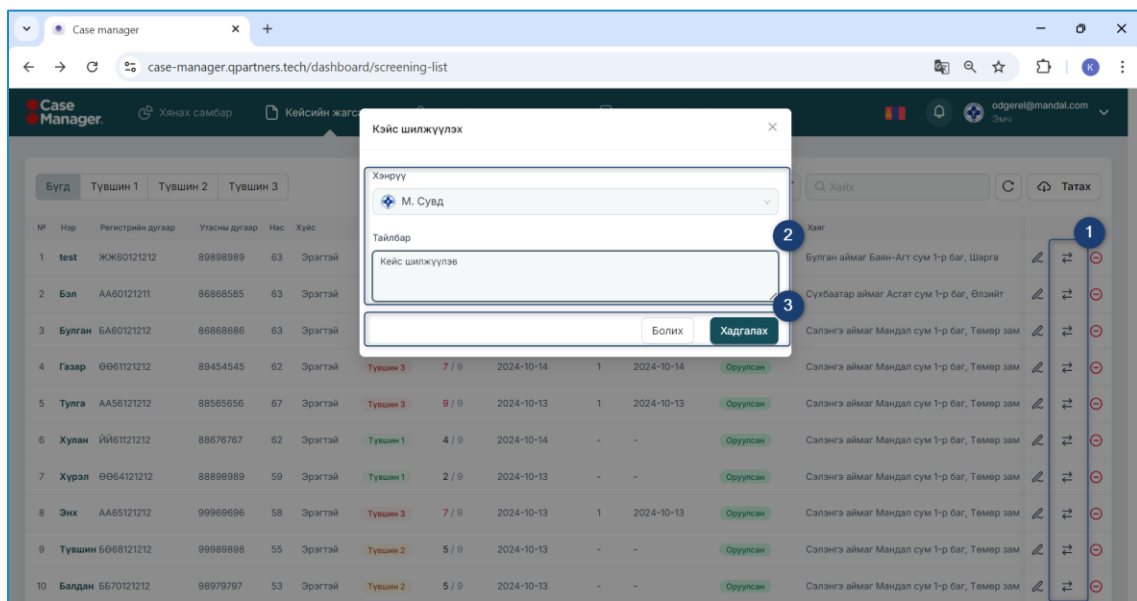 Case manager
case-manager.qpartners.tech/dashboard/screening-list
K
Case Manager.
Хянах самбар
Кейсийн жагс
odgerel@mandal.com
Эмч
Кэйс шилжүүлэх
Хэнрүү
М. Сувд
Тайлбар
Кейс шилжүүлэв
Болих Хадгалах
1
2
3
Бүгд Түвшин 1 Түвшин 2 Түвшин 3 Хайх Татах
№ Нэр Регистрийн дугаар Утасны дугаар Нас Хүйс Хаяг
1 test ЖЖ60121212 89898989 63 Эрэгтэй Булган аймаг Баян-Агт сум 1-р баг, Шарга
2 Бэл АА60121211 86868585 63 Эрэгтэй Сүхбаатар аймаг Асгат сум 1-р баг, Өлзийт
3 Булган БА60121212 86868686 63 Эрэгтэй Сэлэнгэ аймаг Мандал сум 1-р баг, Төмөр зам
4 Газар ӨӨ61121212 89454545 62 Эрэгтэй Түвшин 3 7 / 9 2024-10-14 1 2024-10-14 Оруулсан Сэлэнгэ аймаг Мандал сум 1-р баг, Төмөр зам
5 Тулга АА56121212 88565656 67 Эрэгтэй Түвшин 3 9 / 9 2024-10-13 1 2024-10-13 Оруулсан Сэлэнгэ аймаг Мандал сум 1-р баг, Төмөр зам
6 Хулан ЙЙ61121212 88676767 62 Эрэгтэй Түвшин 1 4 / 9 2024-10-14 - - Оруулсан Сэлэнгэ аймаг Мандал сум 1-р баг, Төмөр зам
7 Хүрэл ӨӨ64121212 88898989 59 Эрэгтэй Түвшин 1 2 / 9 2024-10-13 - - Оруулсан Сэлэнгэ аймаг Мандал сум 1-р баг, Төмөр зам
8 Энх АА65121212 99969696 58 Эрэгтэй Түвшин 3 7 / 9 2024-10-13 1 2024-10-13 Оруулсан Сэлэнгэ аймаг Мандал сум 1-р баг, Төмөр зам
9 Түвшин БӨ68121212 99989898 55 Эрэгтэй Түвшин 2 5 / 9 2024-10-13 - - Оруулсан Сэлэнгэ аймаг Мандал сум 1-р баг, Төмөр зам
10 Балдан ББ70121212 98979797 53 Эрэгтэй Түвшин 2 5 / 9 2024-10-13 - - Оруулсан Сэлэнгэ аймаг Мандал сум 1-р баг, Төмөр зам